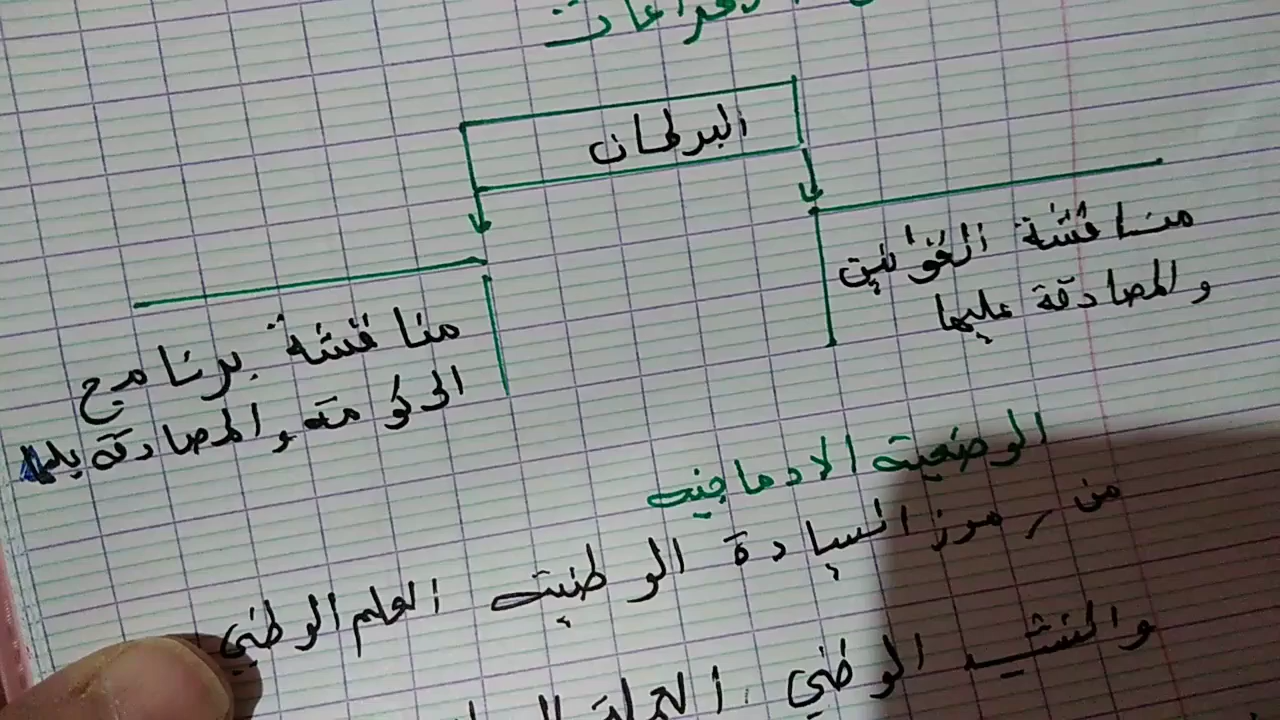 البرلمان
مناقشة القوانين
والمصادقة عليها
مناقشة برنامج
الحكومة والمصادقة
الوضعية الادماجية
من رموز السيادة الوطنية العلم الوطني
والنشيد الوطني، العملة